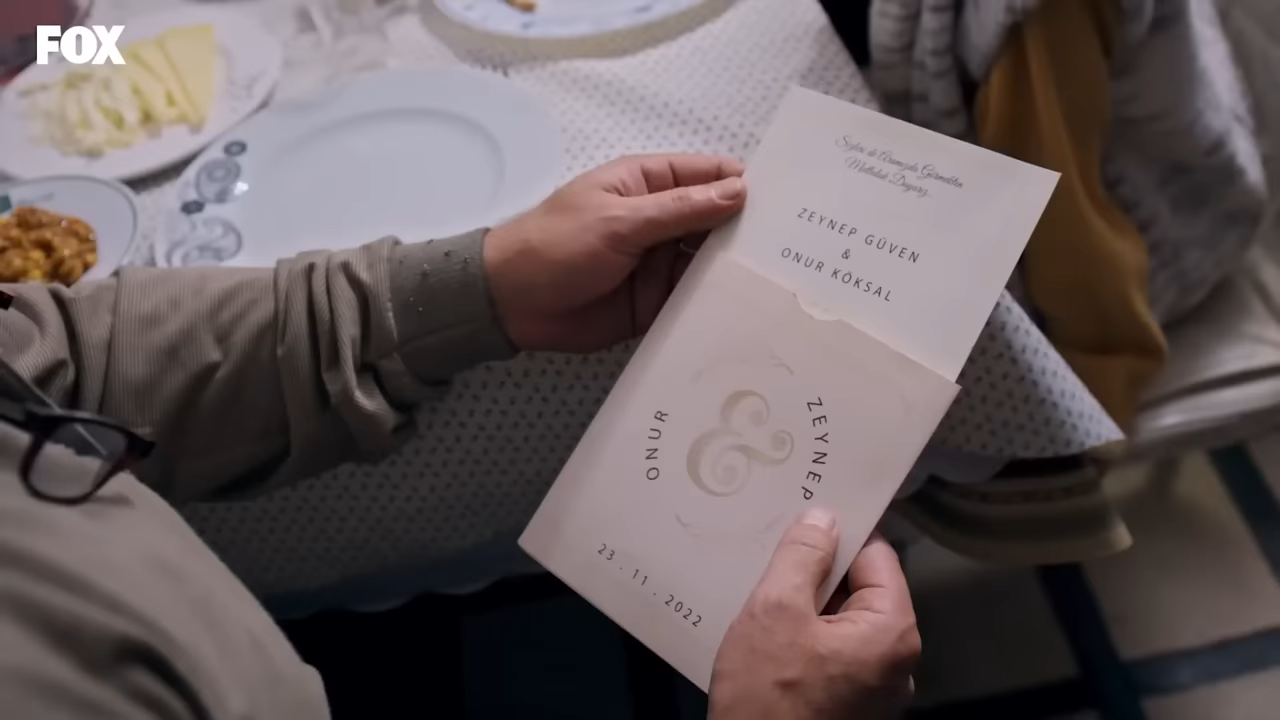 FOX
Sizleri de Aramızda Görmekten
Mutluluk Duyarız...
ZEYNEP GÜVEN
&
ONUR KÖKSAL
ONUR
&
ZEYNEP
23 . 11 . 2022